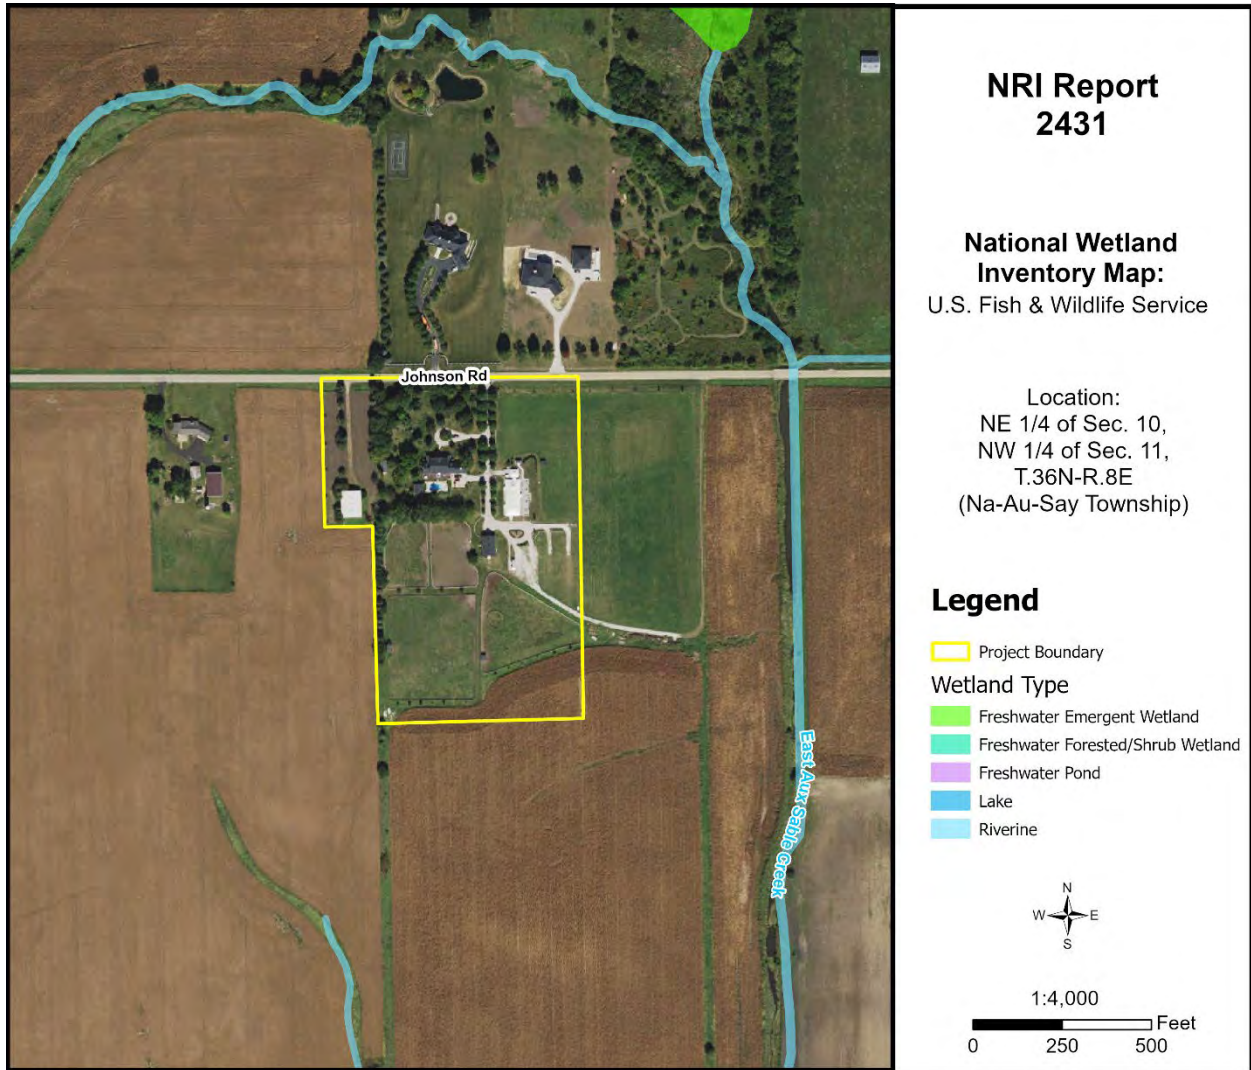 NRI Report
2431
National Wetland
Inventory Map:
U.S. Fish & Wildlife Service
Location:
NE 1/4 of Sec. 10,
NW 1/4 of Sec. 11,
T.36N-R.8E
(Na-Au-Say Township)
Legend
Project Boundary
Wetland Type
Freshwater Emergent Wetland
Freshwater Forested/Shrub Wetland
Freshwater Pond
Lake
Riverine
N
W E
S
1:4,000
Feet
0 250 500
Johnson Rd
East Aux Sable Creek